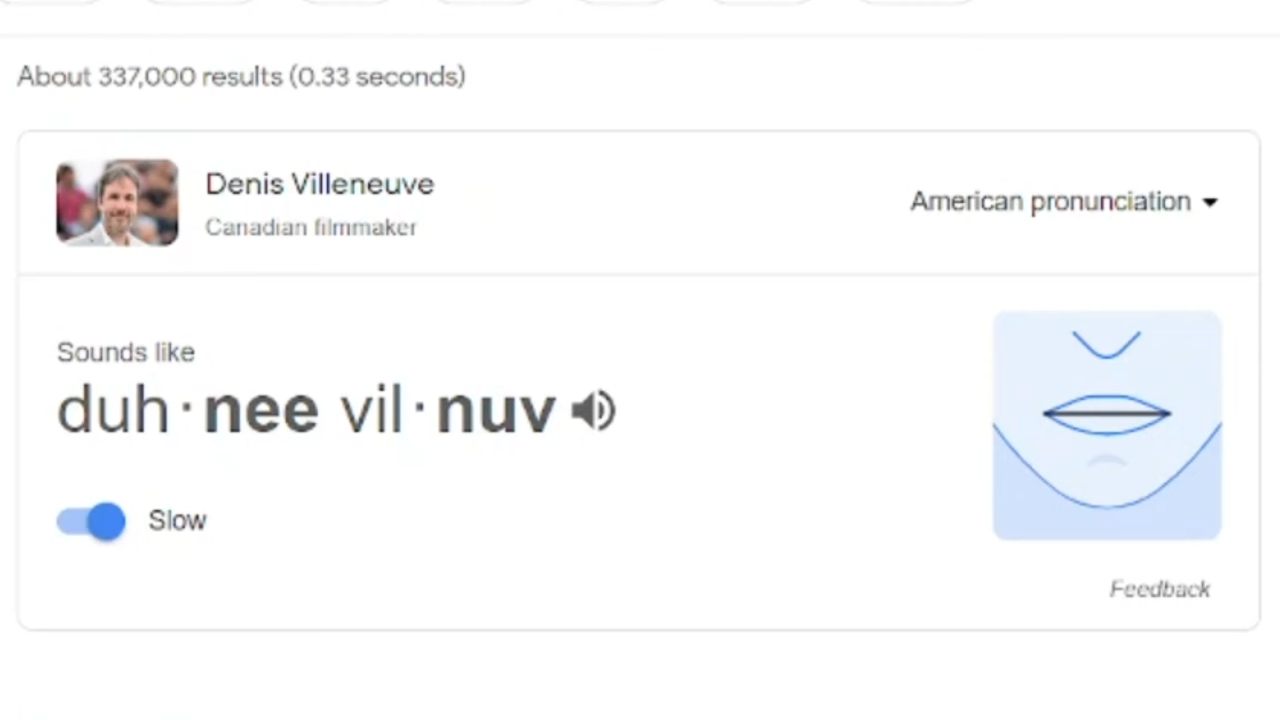 About 337,000 results (0.33 seconds)
Denis Villeneuve
Canadian filmmaker
American pronunciation
Sounds like
duh·nee vil·nuv
Slow
Feedback